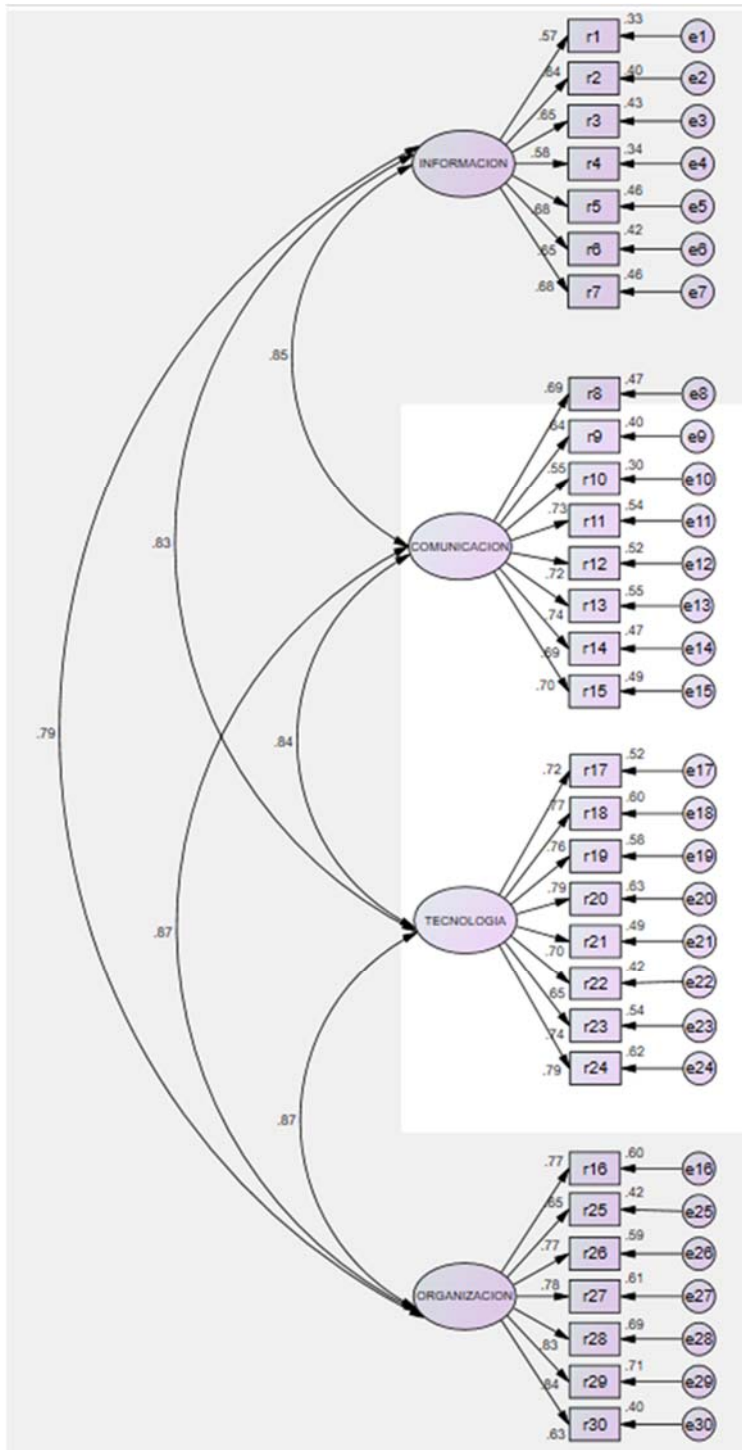 .33
.57
r1
e1
.40
.64
r2
e2
.43
.65
r3
e3
INFORMACION
.34
.58
r4
e4
.46
.68
r5
e5
.42
.65
r6
e6
.46
.68
r7
e7
.85
.47
.69
r8
e8
.40
.64
r9
e9
.30
.55
r10
e10
.54
.73
r11
e11
.83
COMUNICACION
.52
.72
r12
e12
.55
.74
r13
e13
.47
.69
r14
e14
.49
.70
r15
e15
.79
.84
.52
.72
r17
e17
.60
.77
r18
e18
.58
.76
r19
e19
.63
.79
r20
e20
TECNOLOGIA
.49
.70
r21
e21
.87
.42
.65
r22
e22
.54
.74
r23
e23
.62
.79
r24
e24
.87
.60
.77
r16
e16
.42
.65
r25
e25
.59
.77
r26
e26
ORGANIZACION
.61
.78
r27
e27
.69
.83
r28
e28
.71
.84
r29
e29
.40
.63
r30
e30